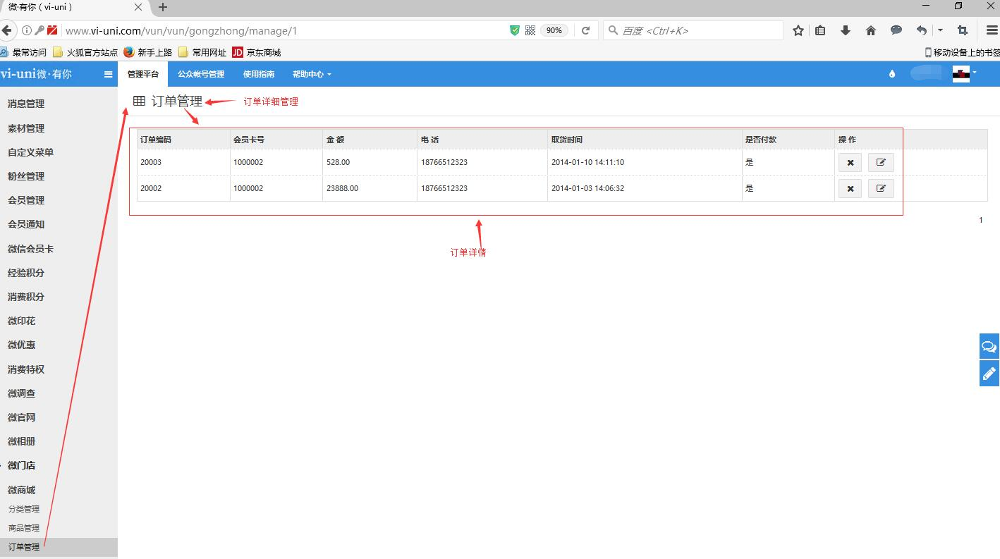 微·有你 ( vi-uni )
www.vi-uni.com/vun/vun/gongzhong/manage/1
90%
百度 <Ctrl+K>
最常访问 火狐官方站点 新手上路 常用网址 JD 京东商城 移动设备上的书签
vi-uni微·有你 管理平台 公众帐号管理 使用指南 帮助中心
订单管理 订单详细管理
消息管理
素材管理
自定义菜单
粉丝管理
会员管理
会员通知
微信会员卡
经验积分
消费积分
微印花
微优惠
消费特权
微调查
微官网
微相册
微门店
微商城
分类管理
商品管理
订单管理
订单编码 会员卡号 金 额 电 话 取货时间 是否付款 操 作
20003 1000002 528.00 18766512323 2014-01-10 14:11:10 是
20002 1000002 23888.00 18766512323 2014-01-03 14:06:32 是
1
订单详情